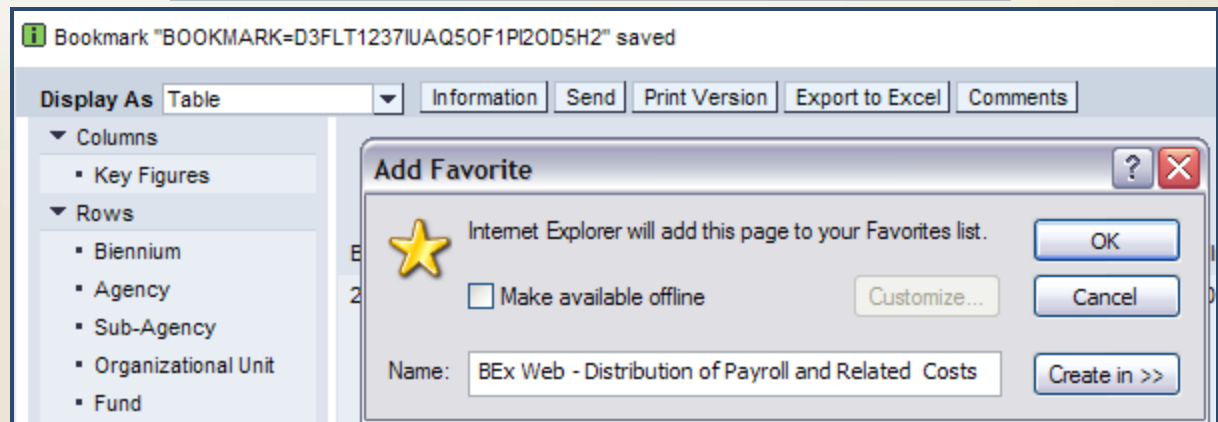 Bookmark "BOOKMARK=D3FLT1237IUAQ5OF1PI2OD5H2" saved
Display As Table Information Send Print Version Export to Excel Comments
Columns
Key Figures
Rows
Biennium
Agency
Sub-Agency
Organizational Unit
Fund
Add Favorite
Internet Explorer will add this page to your Favorites list.
OK
Make available offline Customize... Cancel
Name: BEx Web - Distribution of Payroll and Related Costs Create in >>